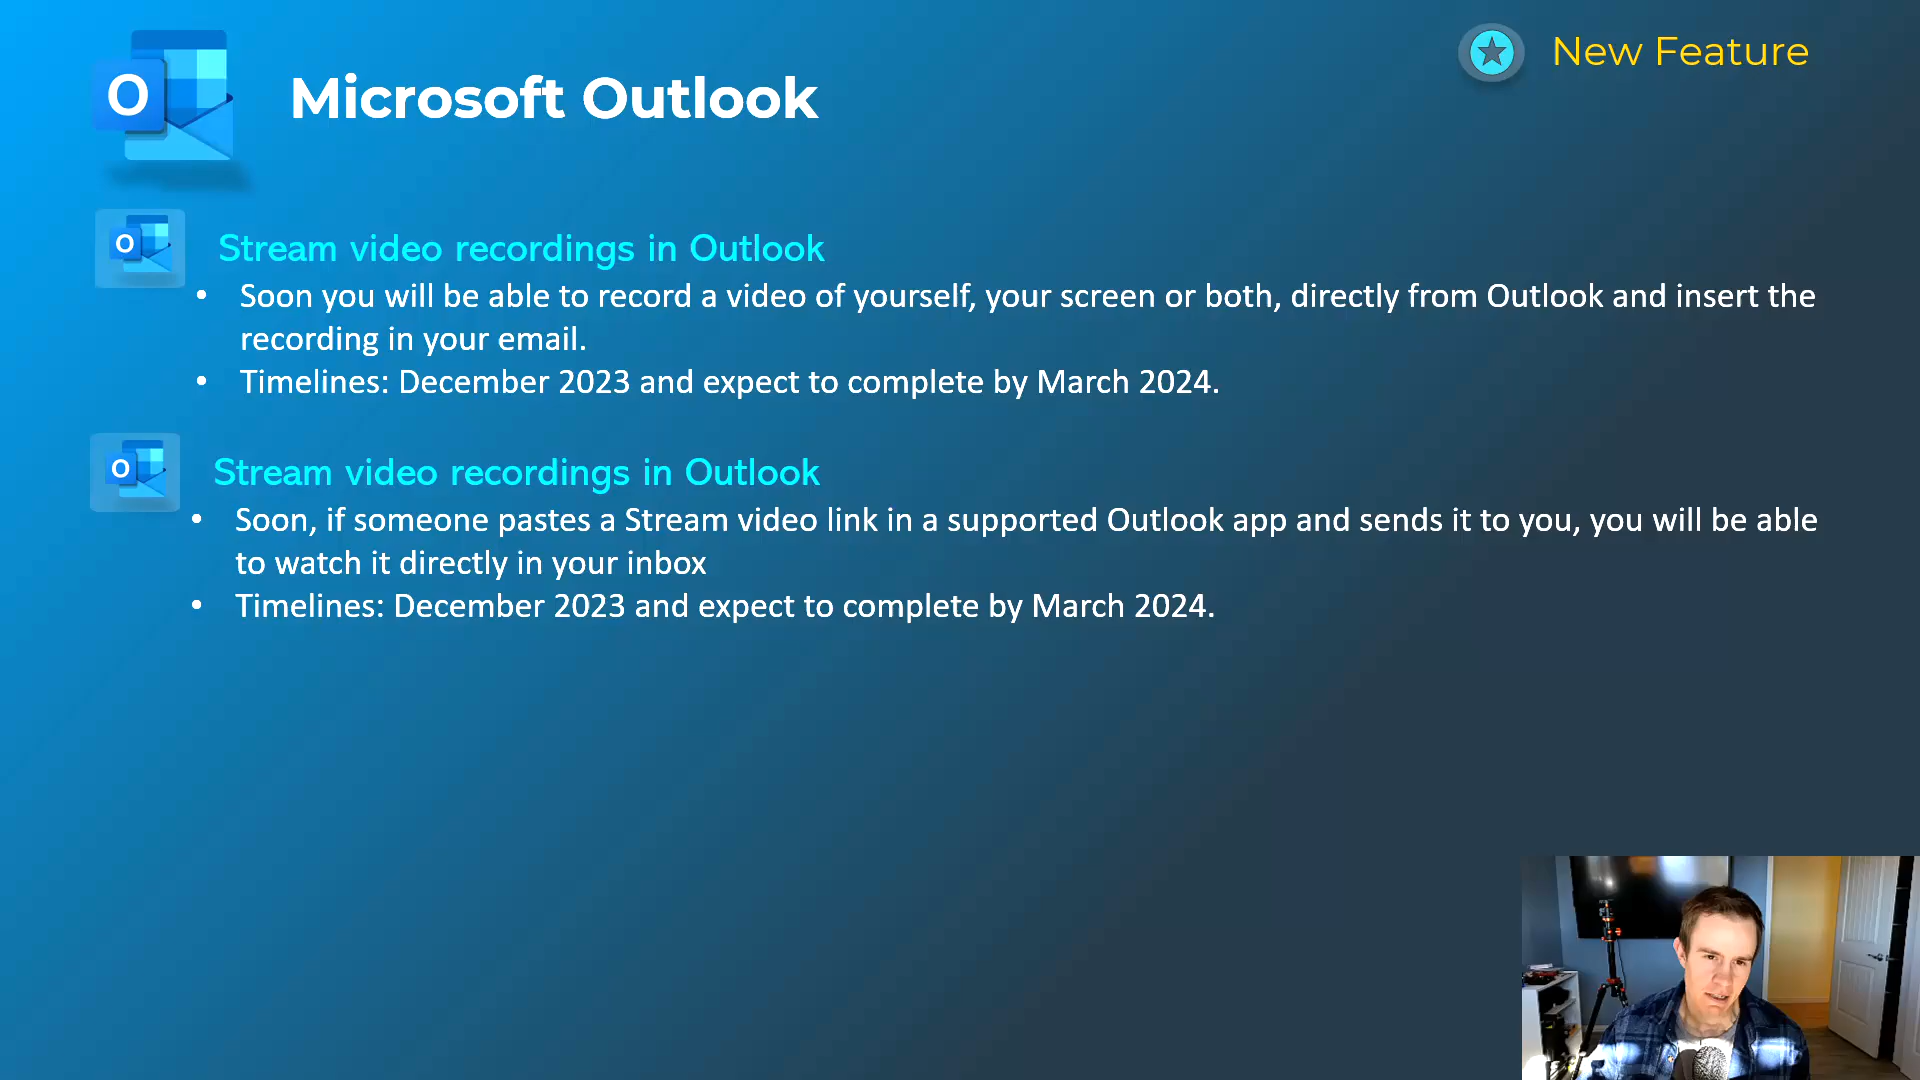 New Feature
O
Microsoft Outlook
O
Stream video recordings in Outlook
• Soon you will be able to record a video of yourself, your screen or both, directly from Outlook and insert the
recording in your email.
• Timelines: December 2023 and expect to complete by March 2024.
O
Stream video recordings in Outlook
• Soon, if someone pastes a Stream video link in a supported Outlook app and sends it to you, you will be able
to watch it directly in your inbox
• Timelines: December 2023 and expect to complete by March 2024.